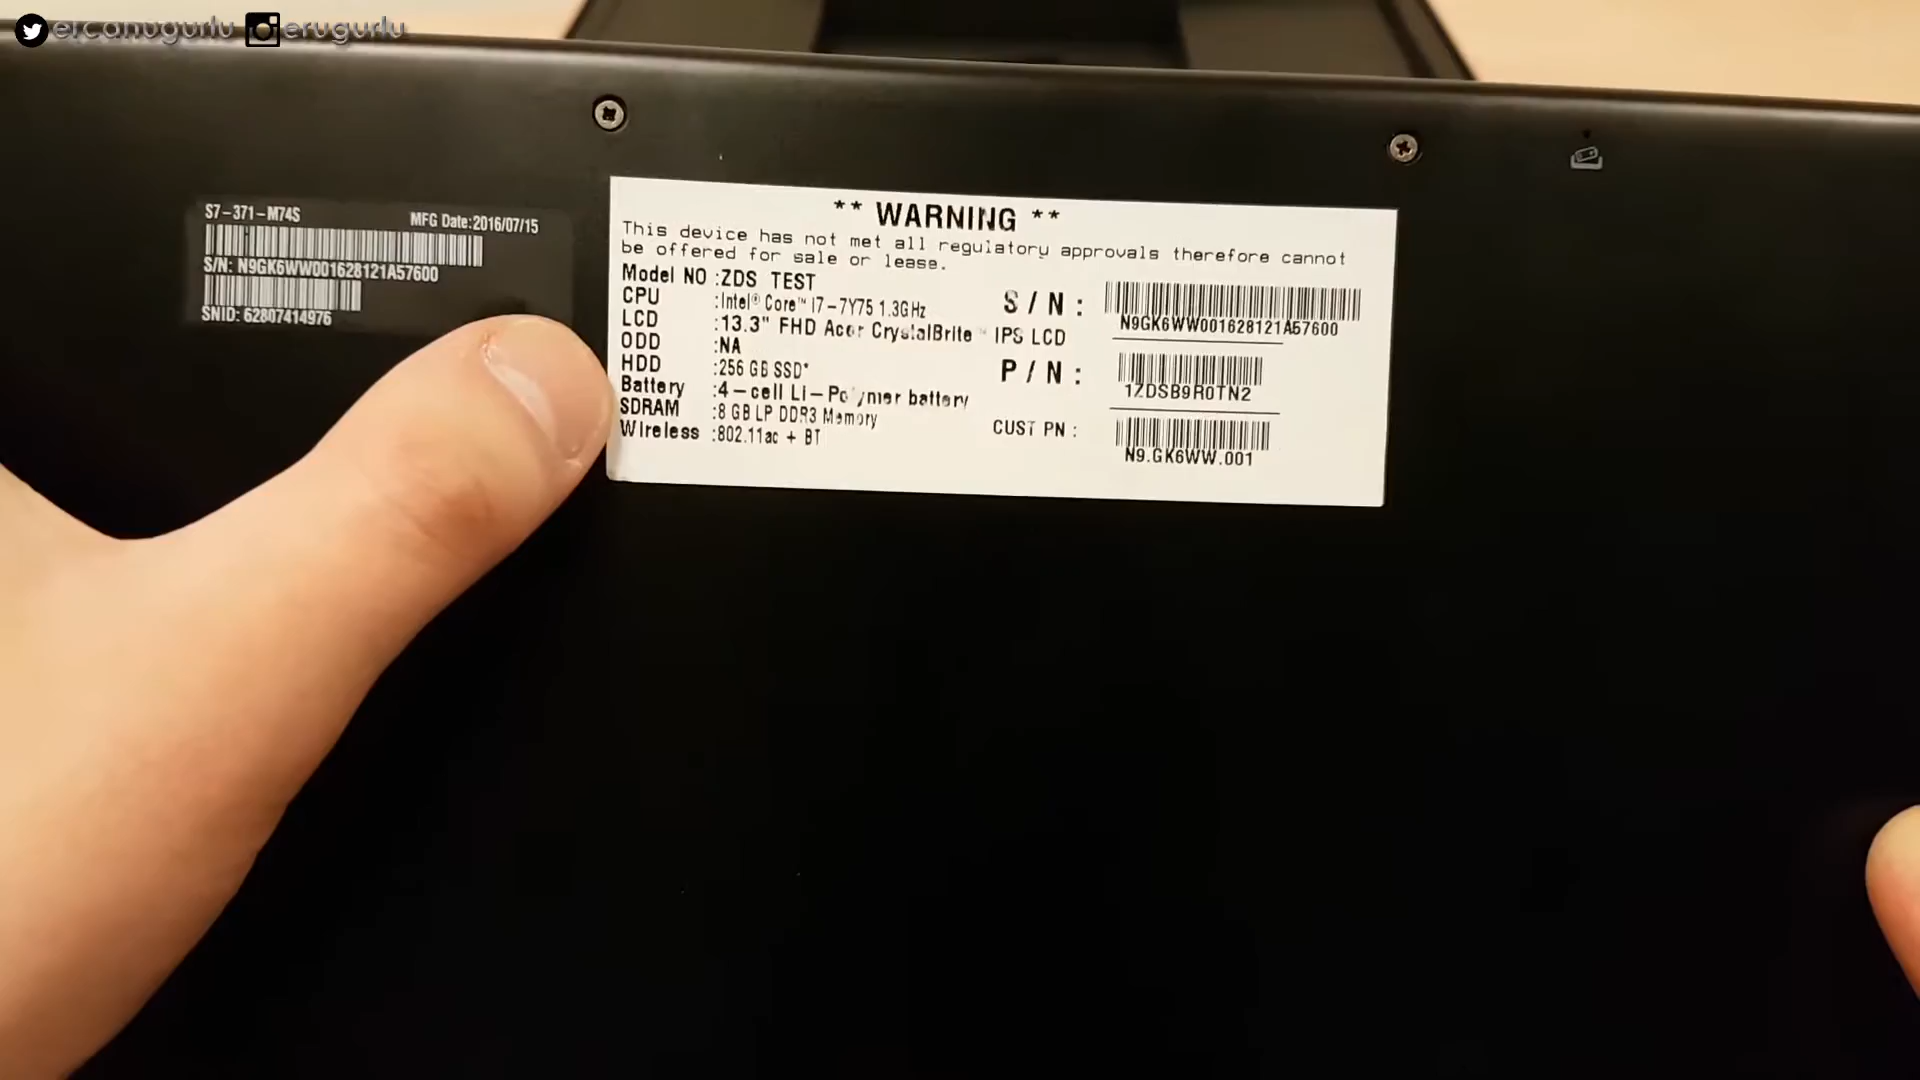 ercanugurlu erugurlu
S7-371-M74S
MFG Date:2016/07/15
S/N: N9GK6WW001628121A57600
SNID: 62807414976
** WARNING **
This device has not met all regulatory approvals therefore cannot
be offered for sale or lease.
Model NO :ZDS TEST
CPU :Intel® Core™ I7-7Y75 1.3GHz
LCD :13.3" FHD Acer CrystalBrite™ IPS LCD
ODD :NA
HDD :256 GB SSD*
Battery :4-cell Li-Polymer battery
SDRAM :8 GB LP DDR3 Memory
Wireless :802.11ac + BT
S/N:
N9GK6WW001628121A57600
P/N:
1ZDSB9R0TN2
CUST PN :
N9.GK6WW.001